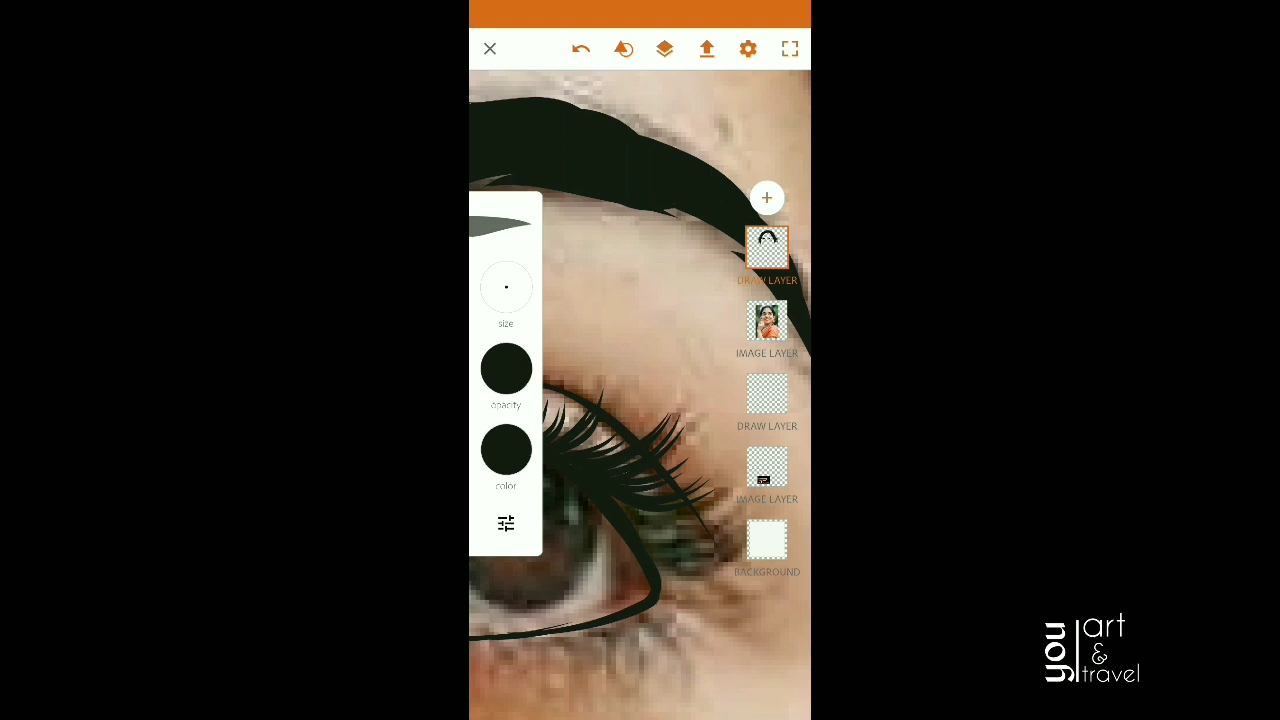 DRAW LAYER
size
IMAGE LAYER
opacity
DRAW LAYER
color
IMAGE LAYER
BACKGROUND
you
art
&
travel